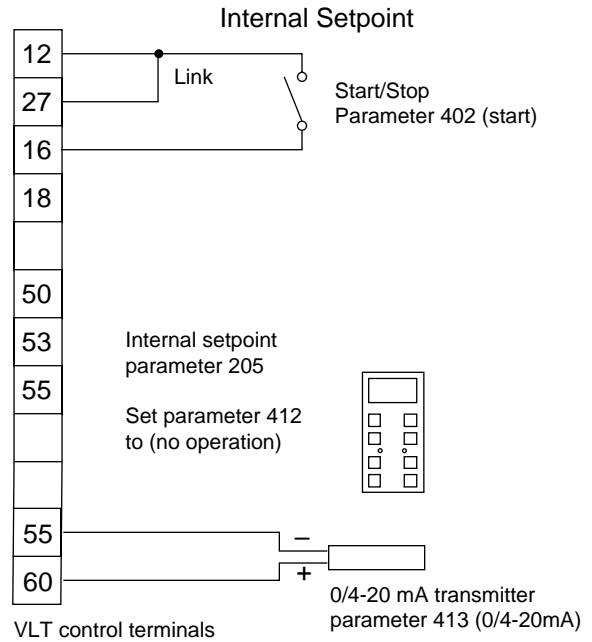 Internal Setpoint
12
27
16
18
50
53
55
55
60
Link
Start/Stop
Parameter 402 (start)
Internal setpoint
parameter 205
Set parameter 412
to (no operation)
–
+
0/4-20 mA transmitter
parameter 413 (0/4-20mA)
VLT control terminals